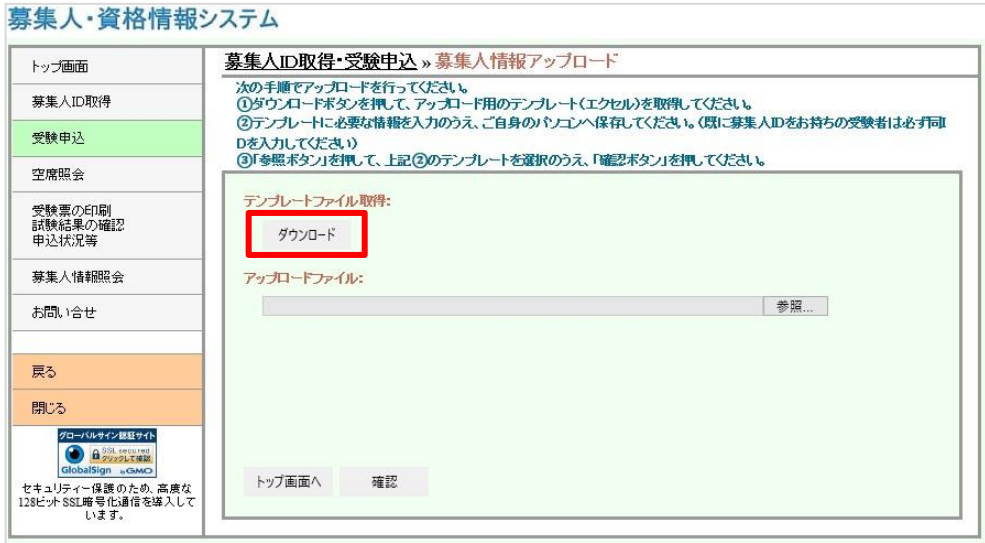 募集人・資格情報システム
トップ画面
募集人ID取得
受験申込
空席照会
受験票の印刷
試験結果の確認
申込状況等
募集人情報照会
お問い合せ
戻る
閉じる
グローバルサイン認証サイト
SSL secured
クリックして確認
GlobalSign by GMO
セキュリティー保護のため、高度な
128ビットSSL暗号化通信を導入して
います。
募集人ID取得・受験申込 » 募集人情報アップロード
次の手順でアップロードを行ってください。
①ダウンロードボタンを押して、アップロード用のテンプレート(エクセル)を取得してください。
②テンプレートに必要な情報を入力のうえ、ご自身のパソコンへ保存してください。(既に募集人IDをお持ちの受験者は必ず同I
Dを入力してください)
③「参照ボタン」を押して、上記②のテンプレートを選択のうえ、「確認ボタン」を押してください。
テンプレートファイル取得:
ダウンロード
アップロードファイル:
参照...
トップ画面へ 確認